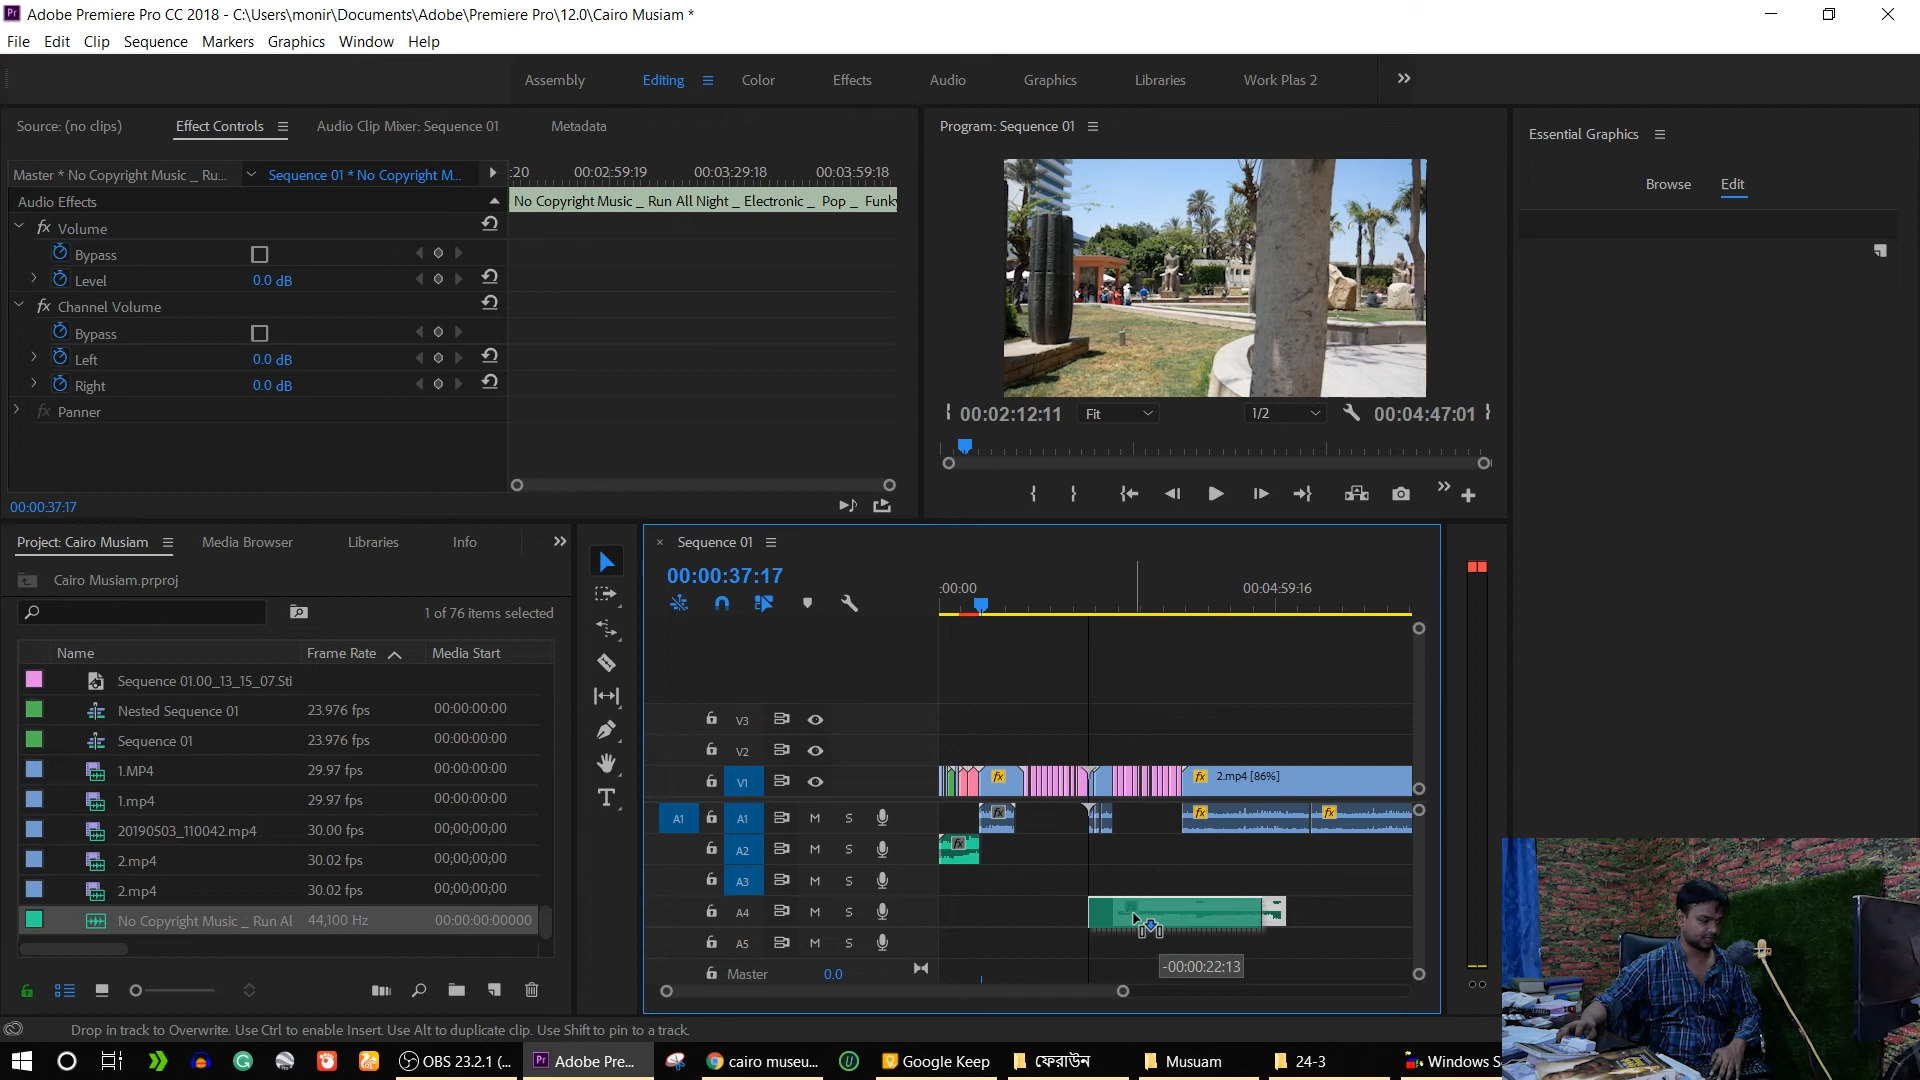 Adobe Premiere Pro CC 2018 - C:\Users\monir\Documents\Adobe\Premiere Pro\12.0\Cairo Musiam *
File Edit Clip Sequence Markers Graphics Window Help
Assembly Editing Color Effects Audio Graphics Libraries Work Plas 2
Source: (no clips) Effect Controls Audio Clip Mixer: Sequence 01 Metadata
Program: Sequence 01
Essential Graphics
Browse Edit
Master * No Copyright Music _ Ru... Sequence 01 * No Copyright M...
:20 00:02:59:19 00:03:29:18 00:03:59:18
Audio Effects
No Copyright Music _ Run All Night _ Electronic _ Pop _ Funky
fx Volume
Bypass
Level 0.0 dB
fx Channel Volume
Bypass
Left 0.0 dB
Right 0.0 dB
fx Panner
00:00:37:17
00:02:12:11 Fit 1/2 00:04:47:01
Project: Cairo Musiam Media Browser Libraries Info
Cairo Musiam.prproj
1 of 76 items selected
Name Frame Rate Media Start
Sequence 01.00_13_15_07.Sti
Nested Sequence 01 23.976 fps 00:00:00:00
Sequence 01 23.976 fps 00:00:00:00
1.MP4 29.97 fps 00:00:00:00
1.mp4 29.97 fps 00:00:00:00
20190503_110042.mp4 30.00 fps 00;00;00;00
2.mp4 30.02 fps 00;00;00;00
2.mp4 30.02 fps 00;00;00;00
No Copyright Music _ Run Al 44,100 Hz 00:00:00:00000
Sequence 01
00:00:37:17
:00:00 00:04:59:16
V3
V2
V1 fx fx 2.mp4 [86%]
A1 A1 M S fx fx fx
A2 M S fx
A3 M S
A4 M S
A5 M S
-00:00:22:13
Master 0.0
Drop in track to Overwrite. Use Ctrl to enable Insert. Use Alt to duplicate clip. Use Shift to pin to a track.
OBS 23.2.1 (... Adobe Pre... cairo museu... Google Keep ফেরাউন Musuam 24-3 Windows S